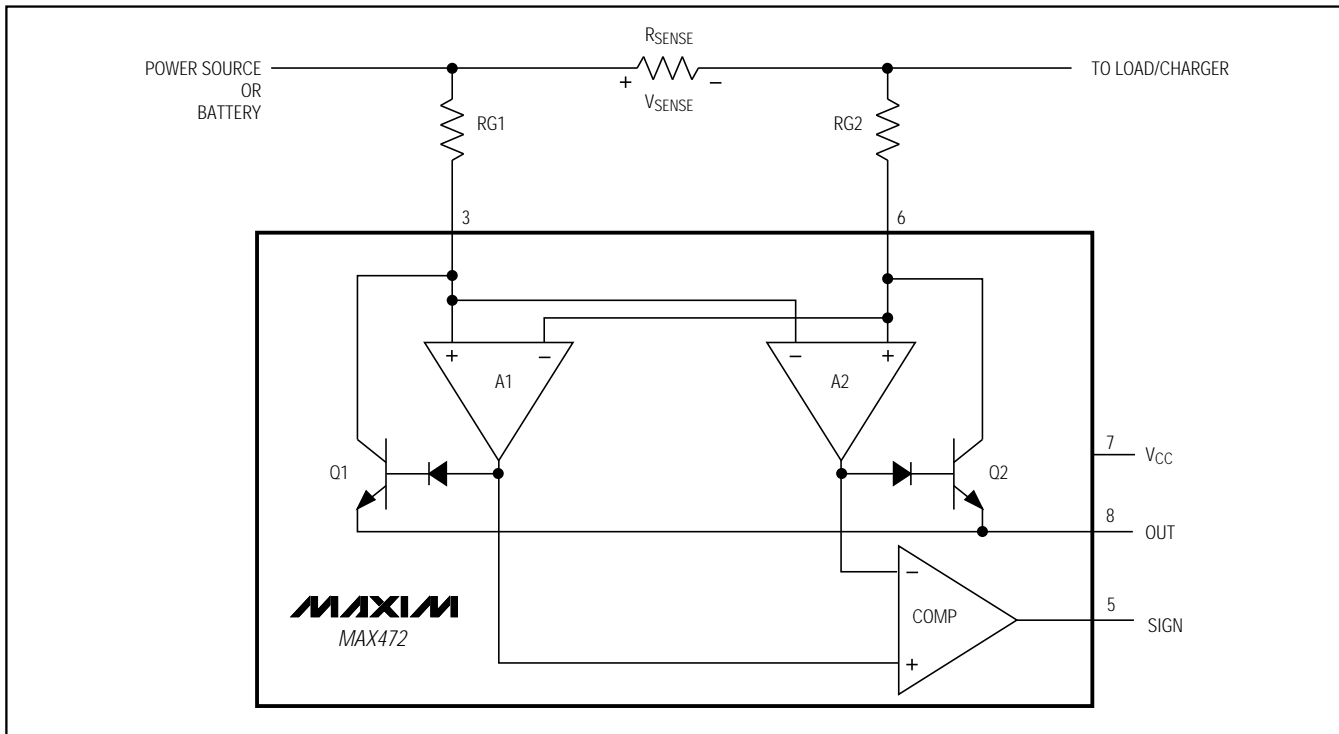 RSENSE
POWER SOURCE
OR
BATTERY
+
−
TO LOAD/CHARGER
VSENSE
RG1
RG2
3
6
+
−
−
+
A1
A2
7
VCC
Q1
Q2
8
OUT
−
COMP
5
SIGN
+
MAXIM
MAX472